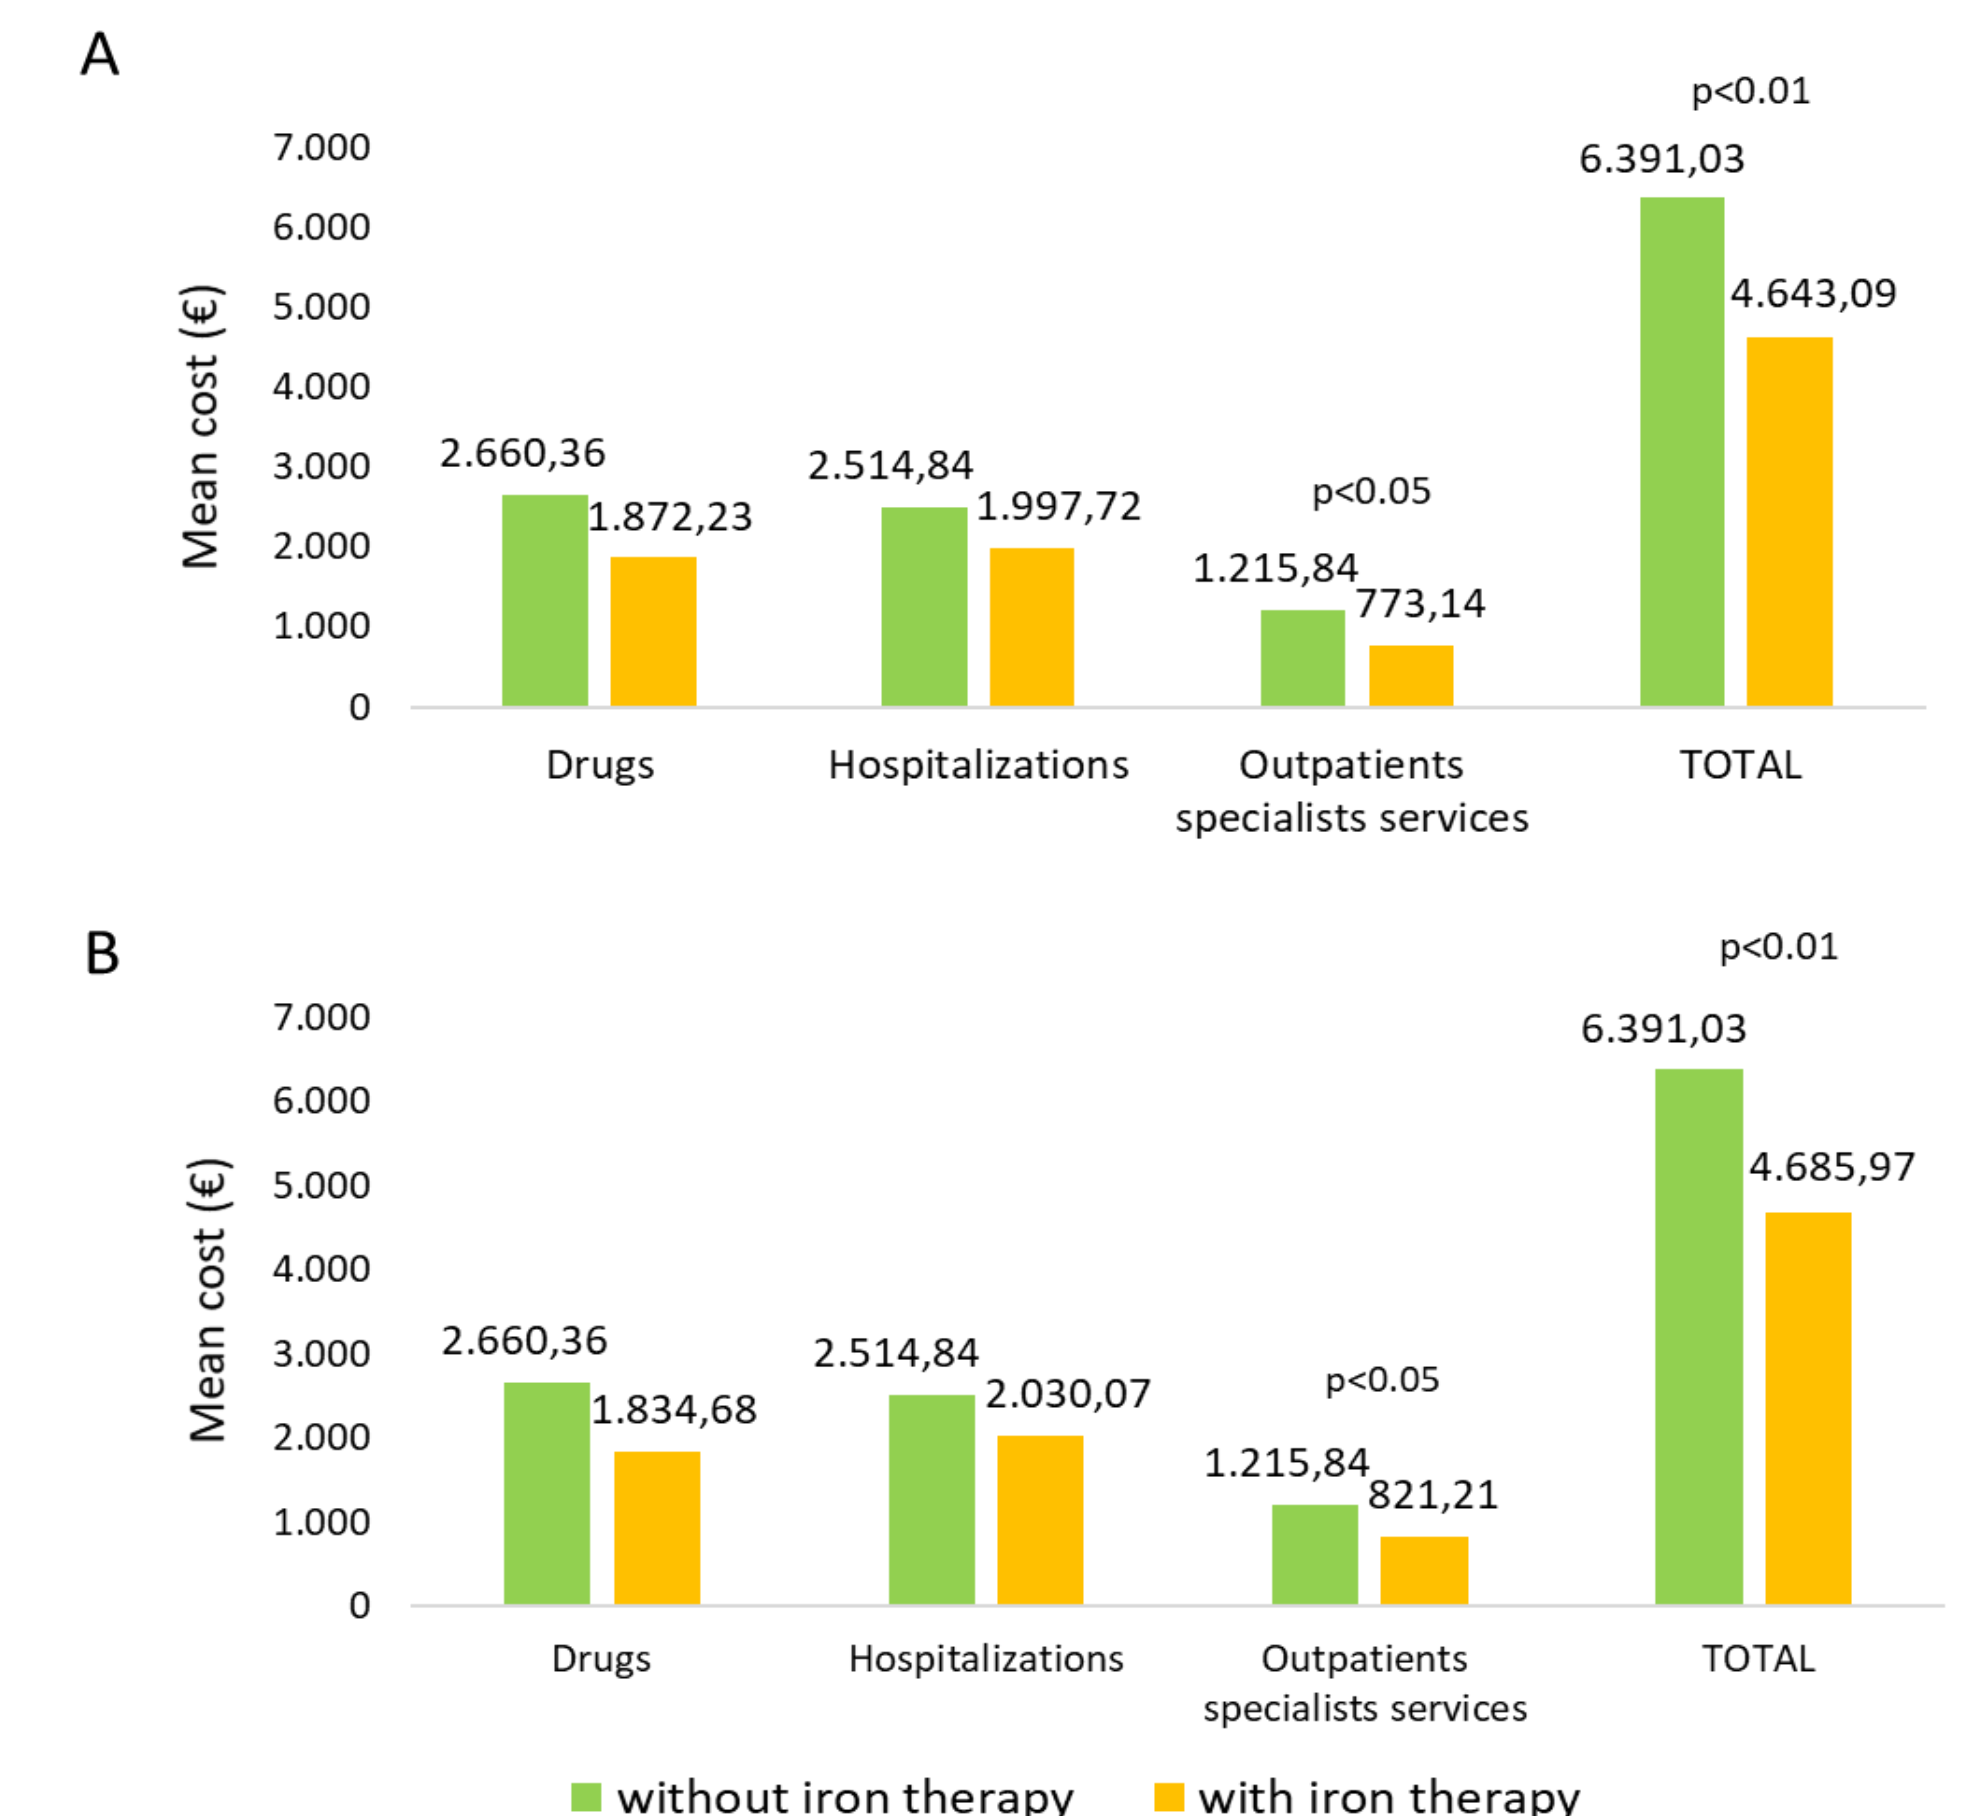 A
p<0.01
7.000
6.391,03
6.000
5.000
4.643,09
4.000
Mean cost (€)
2.660,36
3.000
2.514,84
1.997,72
p<0.05
1.872,23
2.000
1.215,84
773,14
1.000
0
Drugs
Hospitalizations
Outpatients
specialists services
TOTAL
B
p<0.01
7.000
6.391,03
6.000
5.000
4.685,97
4.000
Mean cost (€)
2.660,36
3.000
2.514,84
2.030,07
p<0.05
1.834,68
2.000
1.215,84
821,21
1.000
0
Drugs
Hospitalizations
Outpatients
specialists services
TOTAL
without iron therapy
with iron therapy